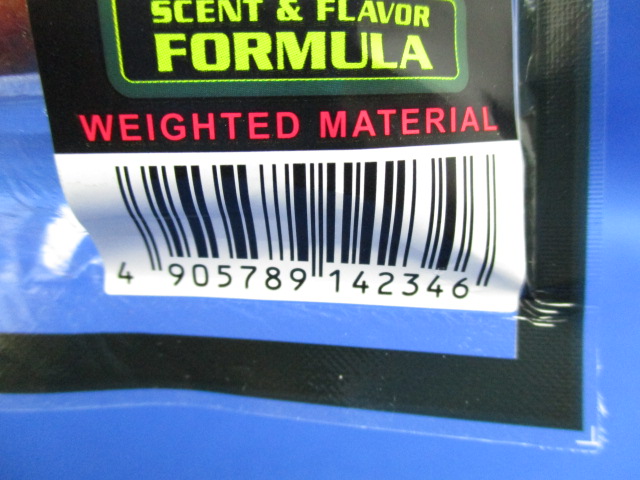 SCENT & FLAVOR
FORMULA
WEIGHTED MATERIAL
4 905789 142346